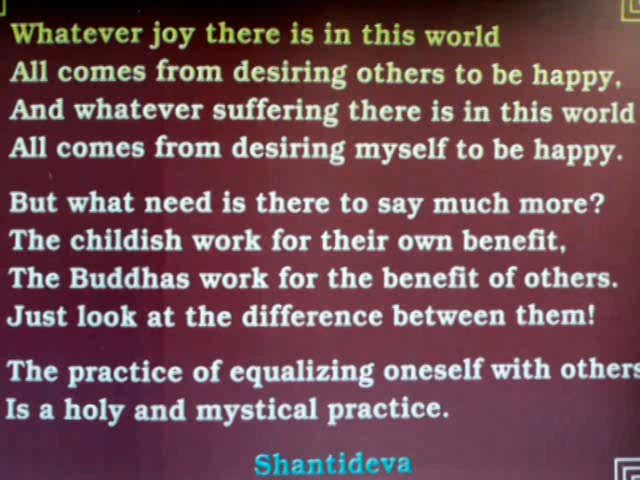 Whatever joy there is in this world
All comes from desiring others to be happy,
And whatever suffering there is in this world
All comes from desiring myself to be happy.
But what need is there to say much more?
The childish work for their own benefit,
The Buddhas work for the benefit of others.
Just look at the difference between them!
The practice of equalizing oneself with others
Is a holy and mystical practice.
Shantideva